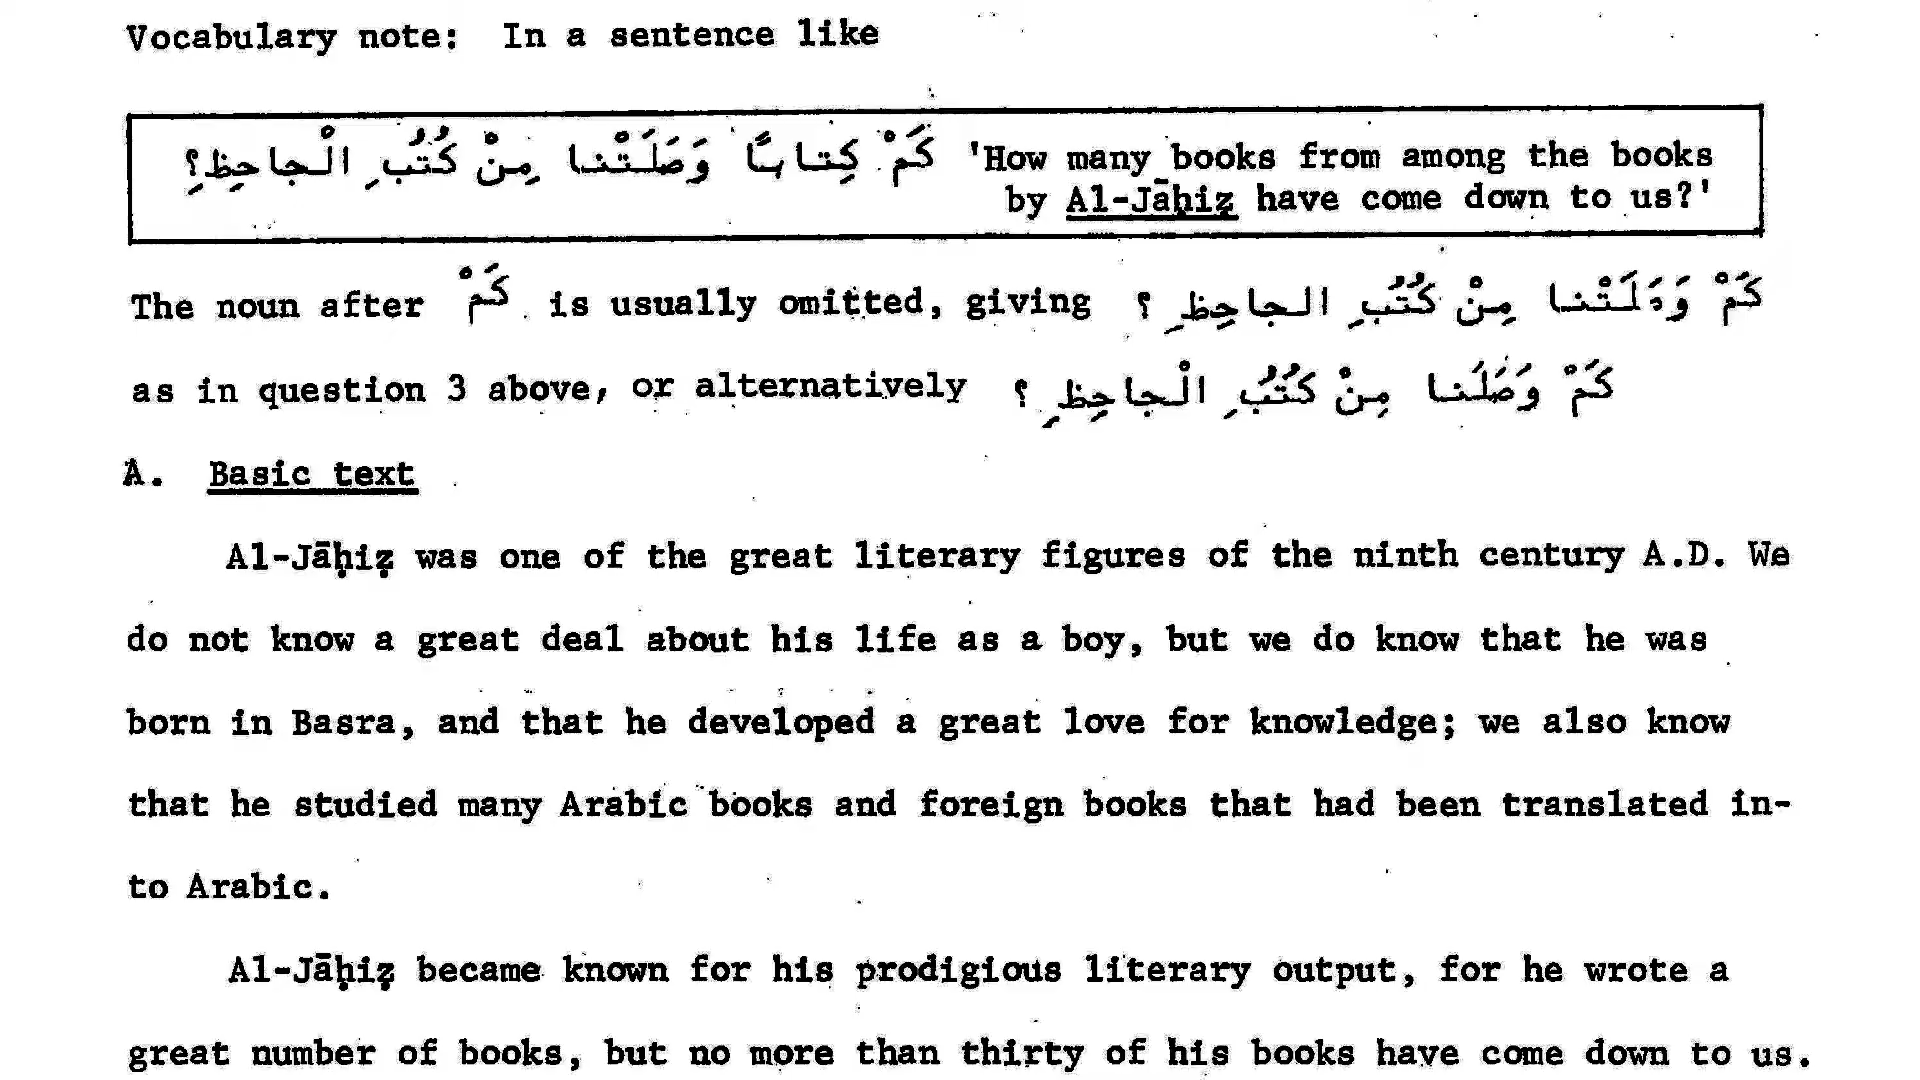 Vocabulary note: In a sentence like
كَمْ كِتابًا وَصَلَتْنا مِنْ كُتُبِ الْجاحِظِ؟ 'How many books from among the books
by Al-Jāḥiẓ have come down to us?'
The noun after كَمْ is usually omitted, giving كَمْ وَصَلَتْنا مِنْ كُتُبِ الجاحِظِ ؟
as in question 3 above, or alternatively كَمْ وَصَلَنا مِنْ كُتُبِ الْجاحِظِ ؟
A. Basic text
Al-Jāḥiẓ was one of the great literary figures of the ninth century A.D. We
do not know a great deal about his life as a boy, but we do know that he was
born in Basra, and that he developed a great love for knowledge; we also know
that he studied many Arabic books and foreign books that had been translated in-
to Arabic.
Al-Jāḥiẓ became known for his prodigious literary output, for he wrote a
great number of books, but no more than thirty of his books have come down to us.